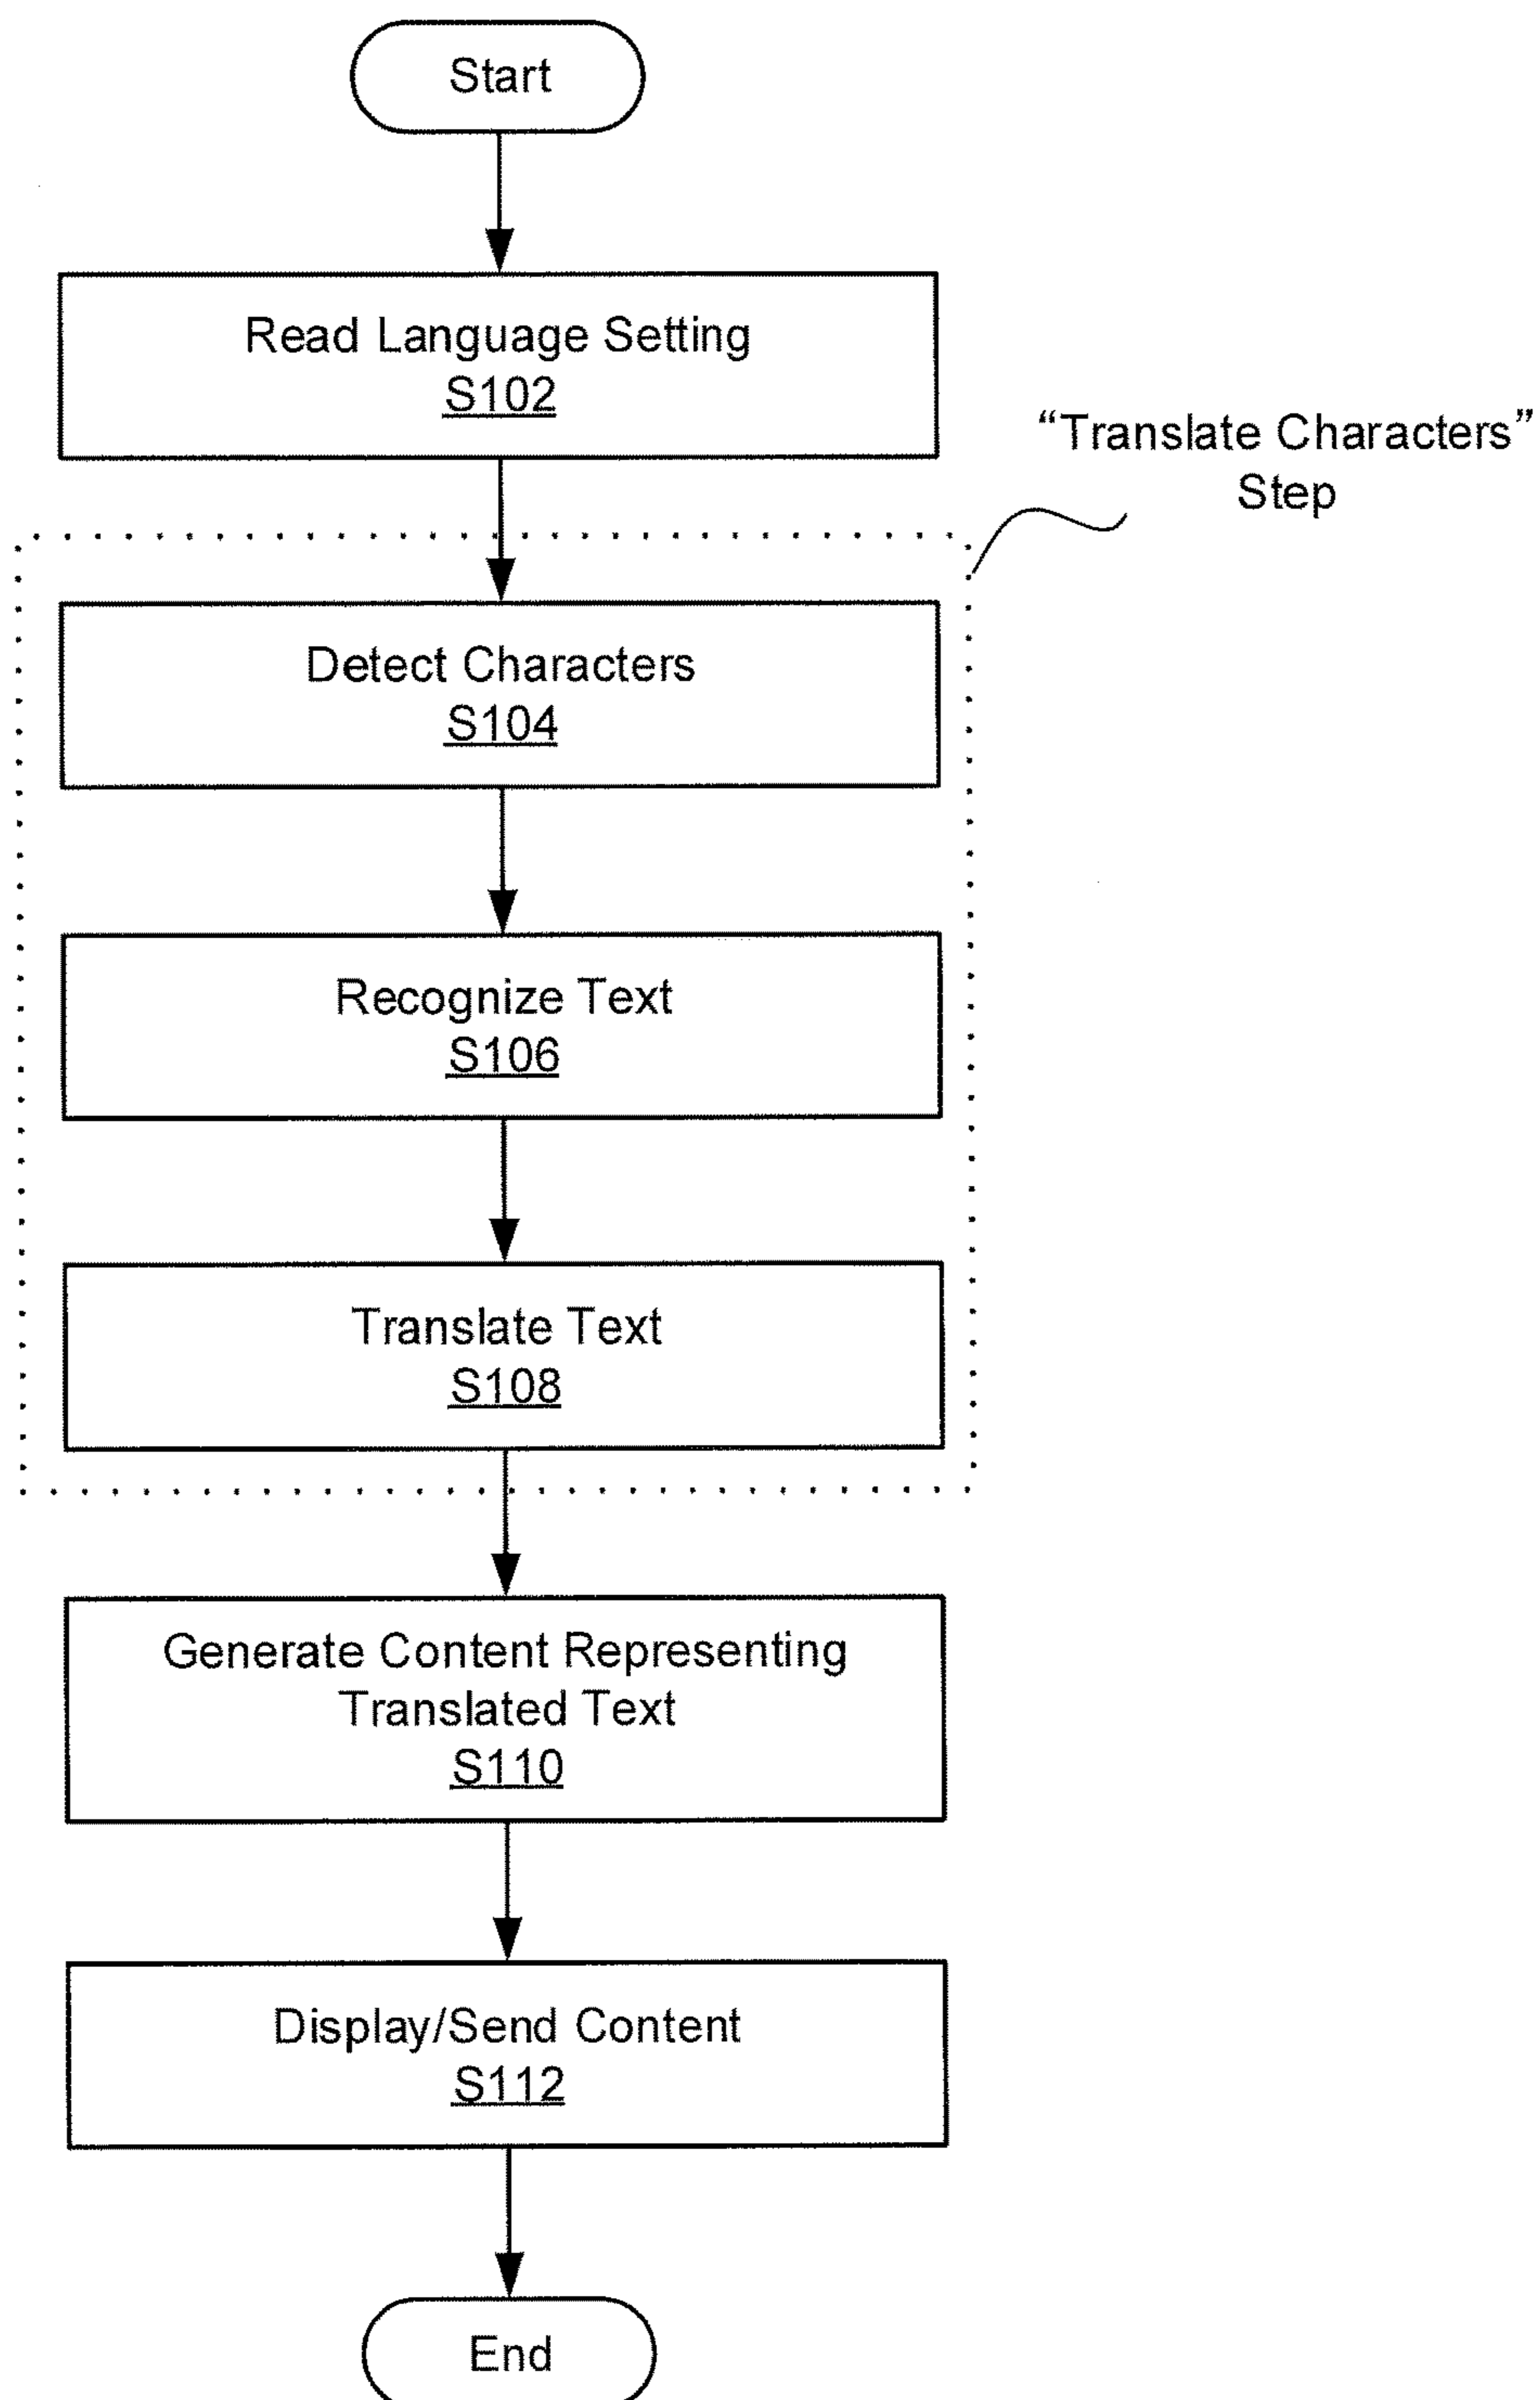 Start
Read Language Setting
S102
“Translate Characters”
Step
Detect Characters
S104
Recognize Text
S106
Translate Text
S108
Generate Content Representing
Translated Text
S110
Display/Send Content
S112
End